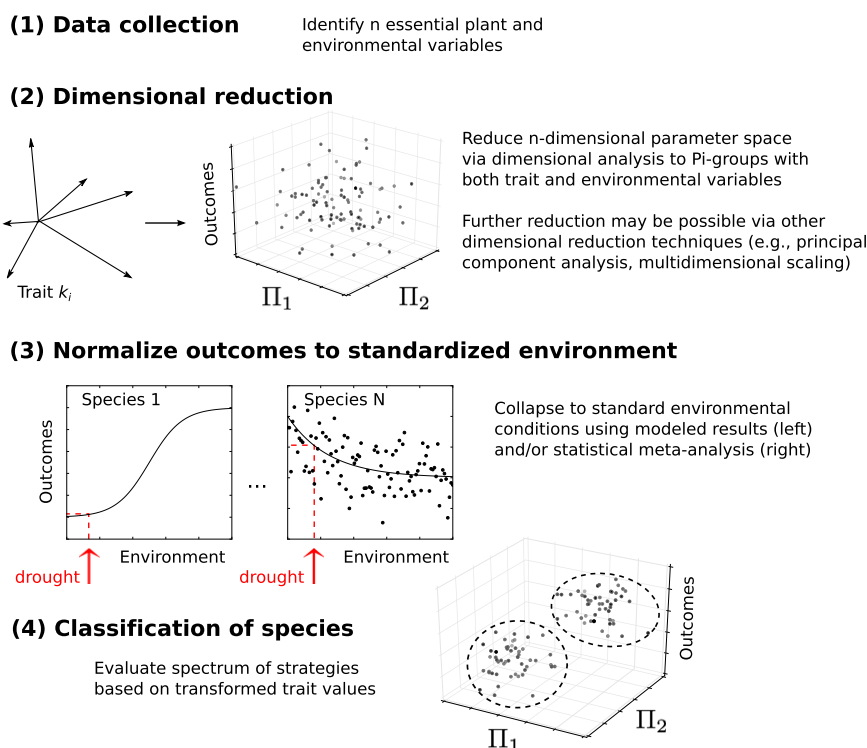 (1) Data collection
Identify n essential plant and
environmental variables
(2) Dimensional reduction
Trait kᵢ
Outcomes
Π₁
Π₂
Reduce n-dimensional parameter space
via dimensional analysis to Pi-groups with
both trait and environmental variables
Further reduction may be possible via other
dimensional reduction techniques (e.g., principal
component analysis, multidimensional scaling)
(3) Normalize outcomes to standardized environment
Species 1
Outcomes
Environment
drought
...
Species N
Environment
drought
Collapse to standard environmental
conditions using modeled results (left)
and/or statistical meta-analysis (right)
(4) Classification of species
Evaluate spectrum of strategies
based on transformed trait values
Outcomes
Π₁
Π₂